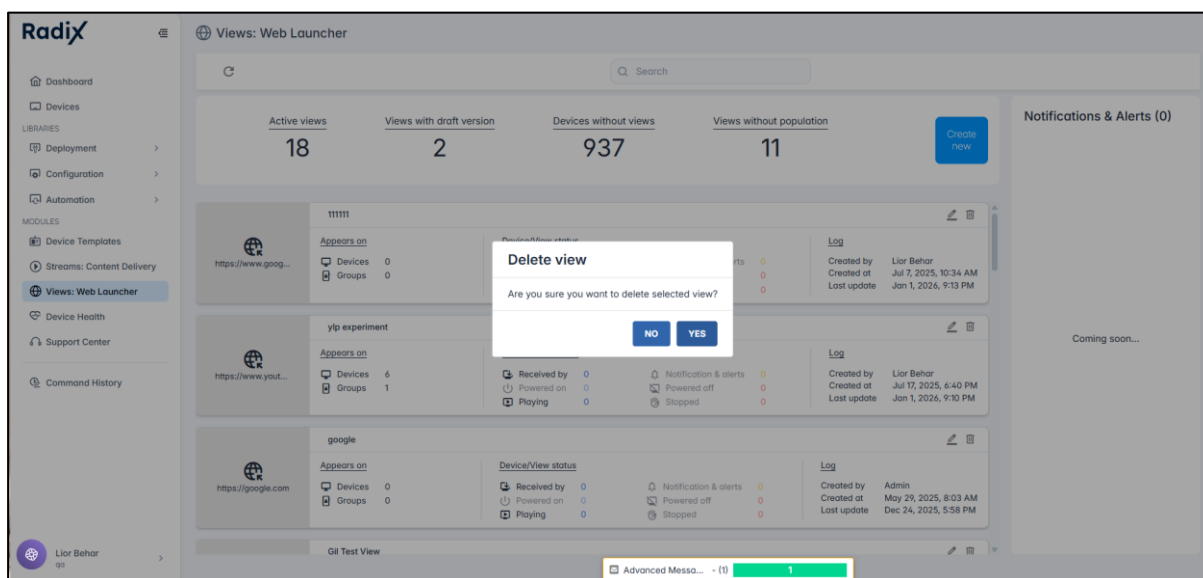 Radix
Views: Web Launcher
Dashboard
Devices
LIBRARIES
Deployment
Configuration
Automation
MODULES
Device Templates
Streams: Content Delivery
Views: Web Launcher
Device Health
Support Center
Command History
Lior Behar
qa
Search
Active views
18
Views with draft version
2
Devices without views
937
Views without population
11
Create new
Notifications & Alerts (0)
Coming soon...
111111
https://www.goog...
Appears on
Devices 0
Groups 0
Device/View status
rts 0
0
0
Log
Created by Lior Behar
Created at Jul 7, 2025, 10:34 AM
Last update Jan 1, 2026, 9:13 PM
Delete view
Are you sure you want to delete selected view?
NO YES
ylp experiment
https://www.yout...
Appears on
Devices 6
Groups 1
Received by 0
Notification & alerts 0
Powered on 0
Powered off 0
Playing 0
Stopped 0
Log
Created by Lior Behar
Created at Jul 17, 2025, 6:40 PM
Last update Jan 1, 2026, 9:10 PM
google
https://google.com
Appears on
Devices 0
Groups 0
Device/View status
Received by 0
Notification & alerts 0
Powered on 0
Powered off 0
Playing 0
Stopped 0
Log
Created by Admin
Created at May 29, 2025, 8:03 AM
Last update Dec 24, 2025, 5:58 PM
Gil Test View
Advanced Messa... - (1) 1